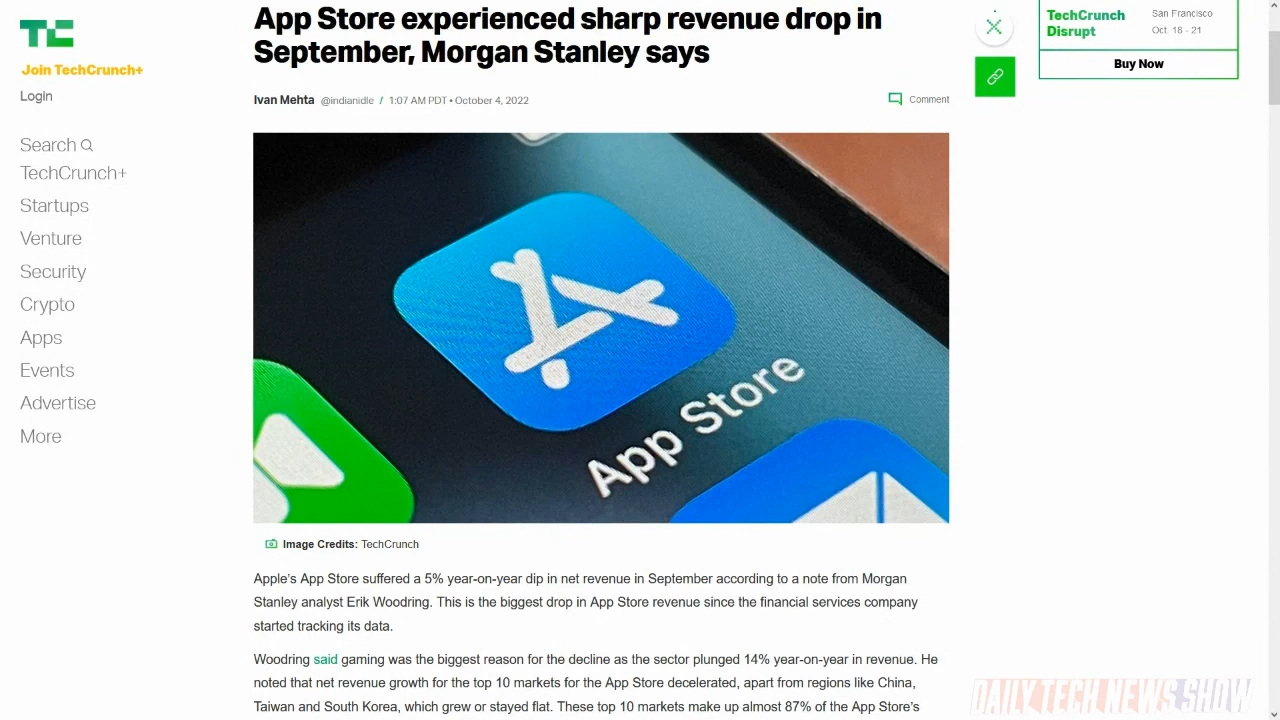 App Store experienced sharp revenue drop in
September, Morgan Stanley says
Ivan Mehta @indianidle / 1:07 AM PDT • October 4, 2022
Comment
TC
Join TechCrunch+
Login
Search
TechCrunch+
Startups
Venture
Security
Crypto
Apps
Events
Advertise
More
TechCrunch
Disrupt
San Francisco
Oct. 18 - 21
Buy Now
App Store
Image Credits: TechCrunch
Apple's App Store suffered a 5% year-on-year dip in net revenue in September according to a note from Morgan
Stanley analyst Erik Woodring. This is the biggest drop in App Store revenue since the financial services company
started tracking its data.
Woodring said gaming was the biggest reason for the decline as the sector plunged 14% year-on-year in revenue. He
noted that net revenue growth for the top 10 markets for the App Store decelerated, apart from regions like China,
Taiwan and South Korea, which grew or stayed flat. These top 10 markets make up almost 87% of the App Store's
DAILY TECH NEWS SHOW